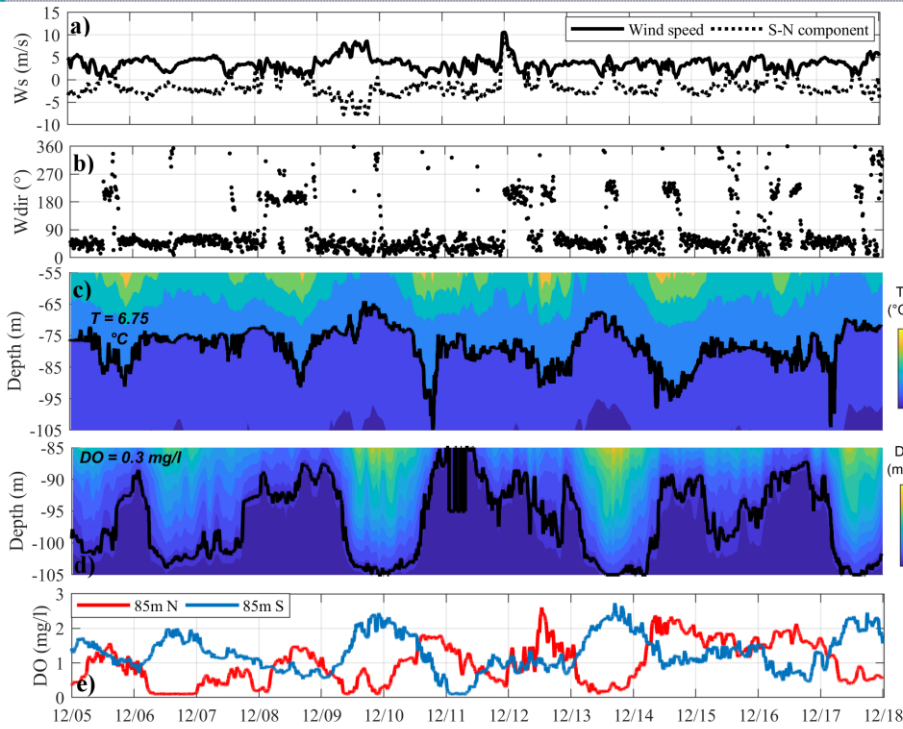 a)
15
10
5
0
-5
-10
Ws (m/s)
Wind speed
S-N component
b)
360
270
180
90
0
Wdir (°)
c)
-55
-65
-75
-85
-95
-105
Depth (m)
T = 6.75
°C
T
(°C
d)
-85
-90
-95
-100
-105
Depth (m)
DO = 0.3 mg/l
D
(m
e)
3
2
1
0
DO (mg/l)
85m N
85m S
12/05 12/06 12/07 12/08 12/09 12/10 12/11 12/12 12/13 12/14 12/15 12/16 12/17 12/18